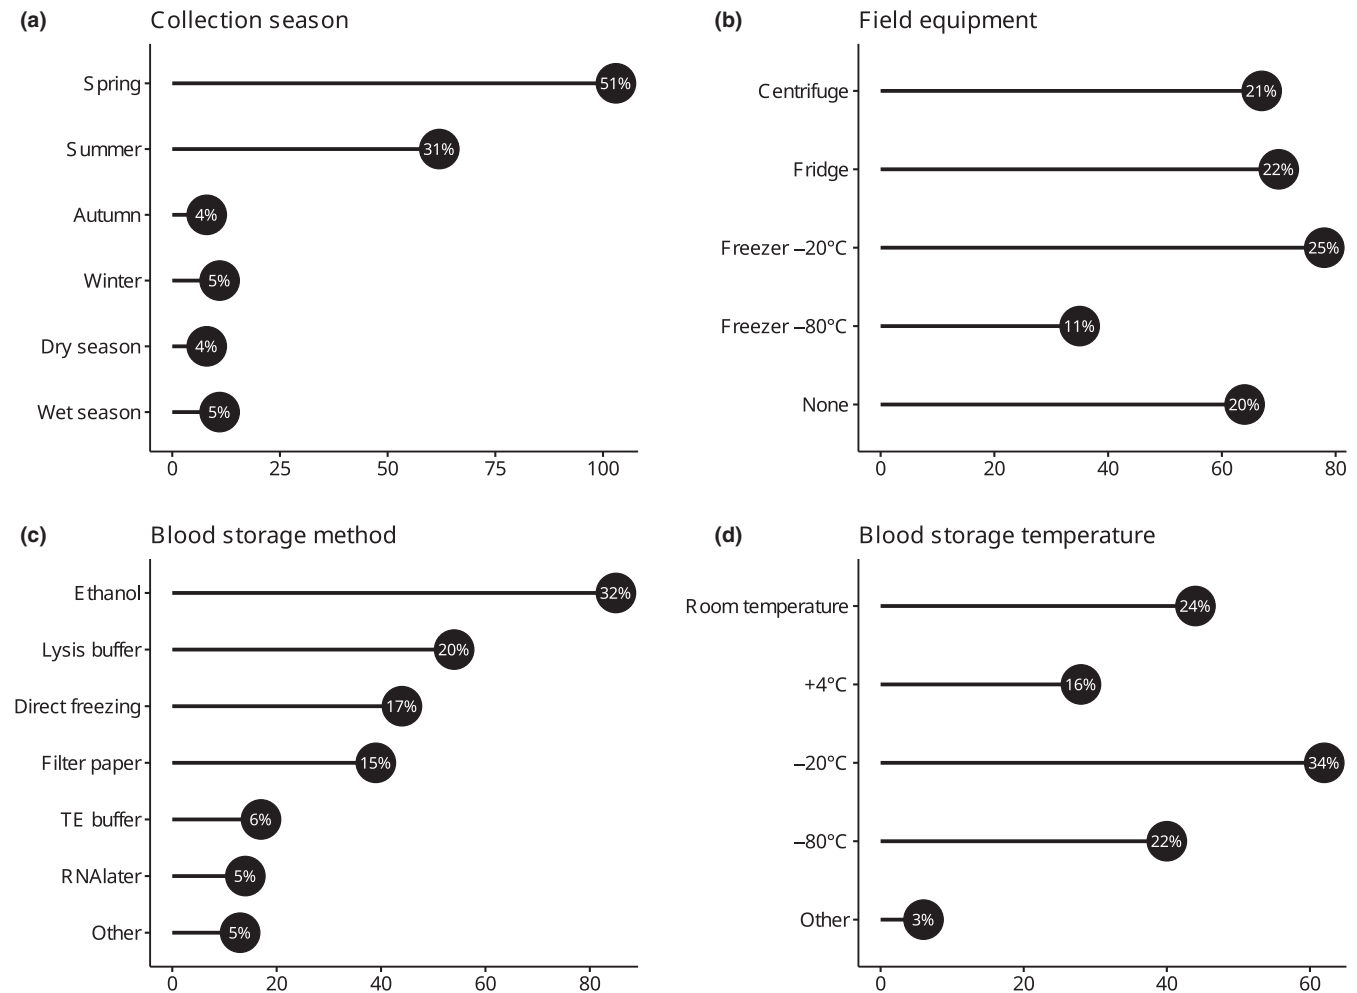 (a) Collection season
Spring 51%
Summer 31%
Autumn 4%
Winter 5%
Dry season 4%
Wet season 5%
0 25 50 75 100
(b) Field equipment
Centrifuge 21%
Fridge 22%
Freezer –20°C 25%
Freezer –80°C 11%
None 20%
0 20 40 60 80
(c) Blood storage method
Ethanol 32%
Lysis buffer 20%
Direct freezing 17%
Filter paper 15%
TE buffer 6%
RNAlater 5%
Other 5%
0 20 40 60 80
(d) Blood storage temperature
Room temperature 24%
+4°C 16%
–20°C 34%
–80°C 22%
Other 3%
0 20 40 60